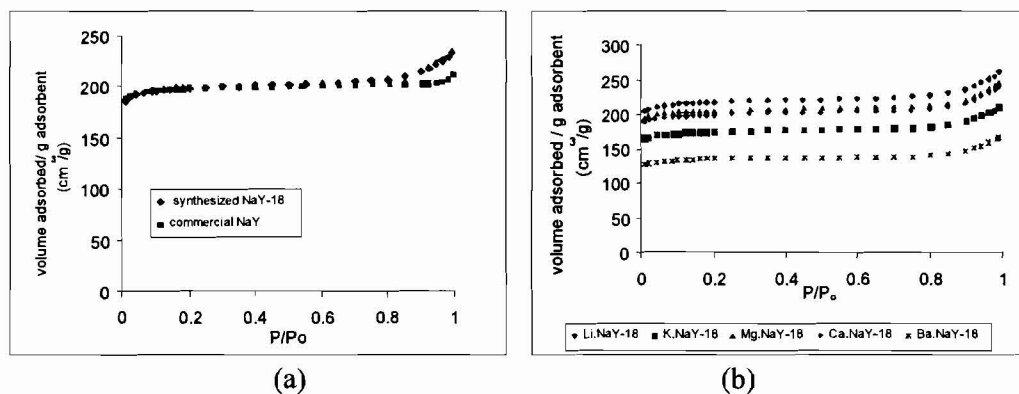 250
200
150
100
50
0
volume adsorbed/ g adsorbent
(cm³/g)
synthesized NaY-18
commercial NaY
0 0.2 0.4 0.6 0.8 1
P/Po
(a)
350
300
250
200
150
100
50
0
volume adsorbed / g adsorbent
(cm³/g)
0 0.2 0.4 0.6 0.8 1
P/Pₒ
Li.NaY-18 K.NaY-18 Mg.NaY-18 Ca.NaY-18 Ba.NaY-18
(b)